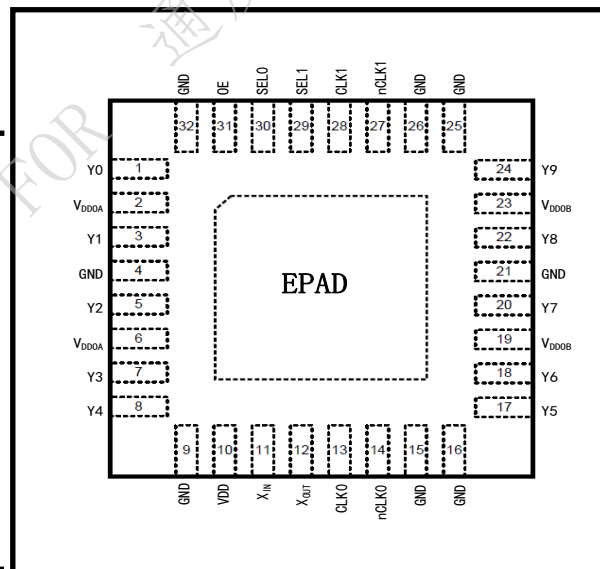 通
FOR
GND OE SEL0 SEL1 CLK1 nCLK1 GND GND
32 31 30 29 28 27 26 25
Y0 1 24 Y9
VDDOA 2 23 VDDOB
Y1 3 22 Y8
GND 4 21 GND
EPAD
Y2 5 20 Y7
VDDOA 6 19 VDDOB
Y3 7 18 Y6
Y4 8 17 Y5
9 10 11 12 13 14 15 16
GND VDD XIN XOUT CLK0 nCLK0 GND GND